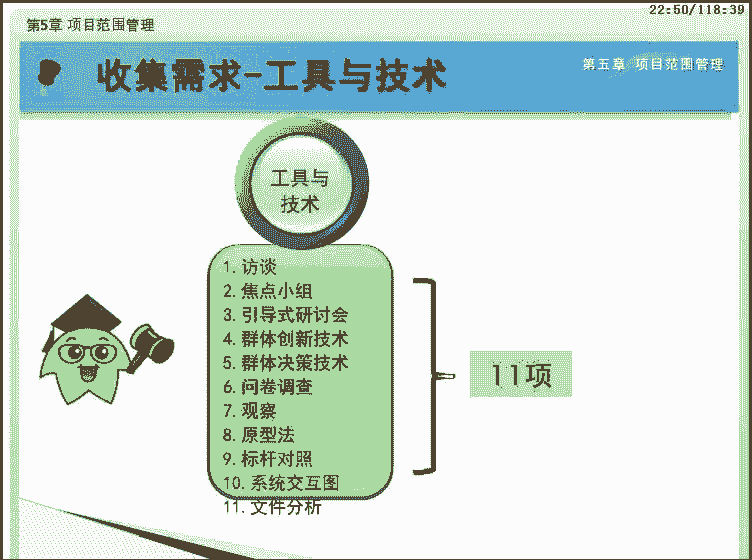 22:50/118:39
第5章 项目范围管理
收集需求-工具与技术
第五章 项目范围管理
工具与
技术
1. 访谈
2. 焦点小组
3. 引导式研讨会
4. 群体创新技术
5. 群体决策技术
6. 问卷调查
7. 观察
8. 原型法
9. 标杆对照
10. 系统交互图
11. 文件分析
11项